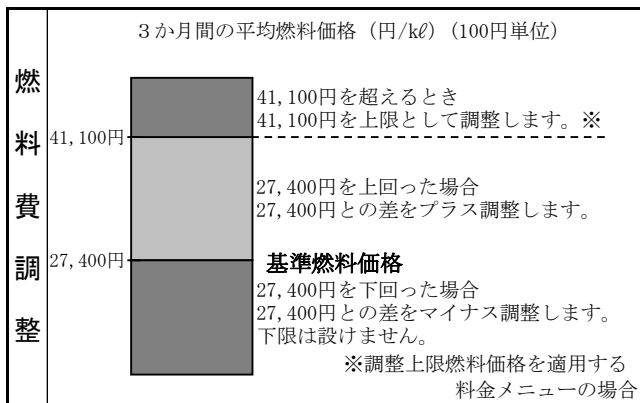 3か月間の平均燃料価格（円/kℓ）（100円単位）
燃料費調整
41,100円を超えるとき
41,100円を上限として調整します。※
41,100円
27,400円を上回った場合
27,400円との差をプラス調整します。
27,400円
基準燃料価格
27,400円を下回った場合
27,400円との差をマイナス調整します。
下限は設けません。
※調整上限燃料価格を適用する
料金メニューの場合